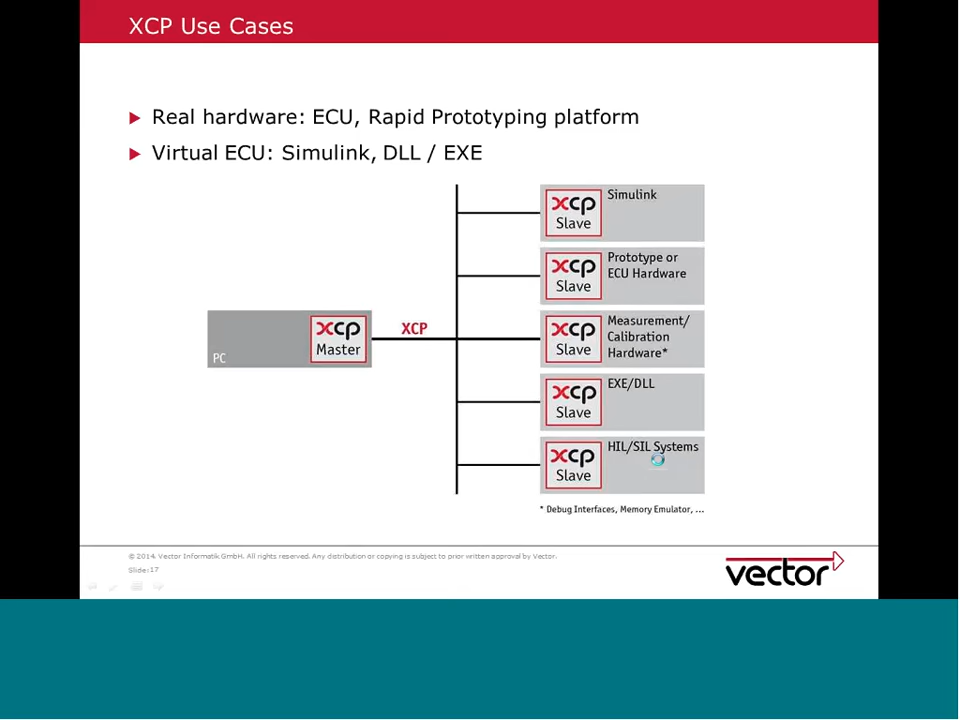 XCP Use Cases
Real hardware: ECU, Rapid Prototyping platform
Virtual ECU: Simulink, DLL / EXE
xcp
Slave
Simulink
xcp
Slave
Prototype or
ECU Hardware
PC
xcp
Master
XCP
xcp
Slave
Measurement/
Calibration
Hardware*
xcp
Slave
EXE/DLL
xcp
Slave
HIL/SIL Systems
* Debug Interfaces, Memory Emulator, ...
© 2014. Vector Informatik GmbH. All rights reserved. Any distribution or copying is subject to prior written approval by Vector.
Slide: 17
vector